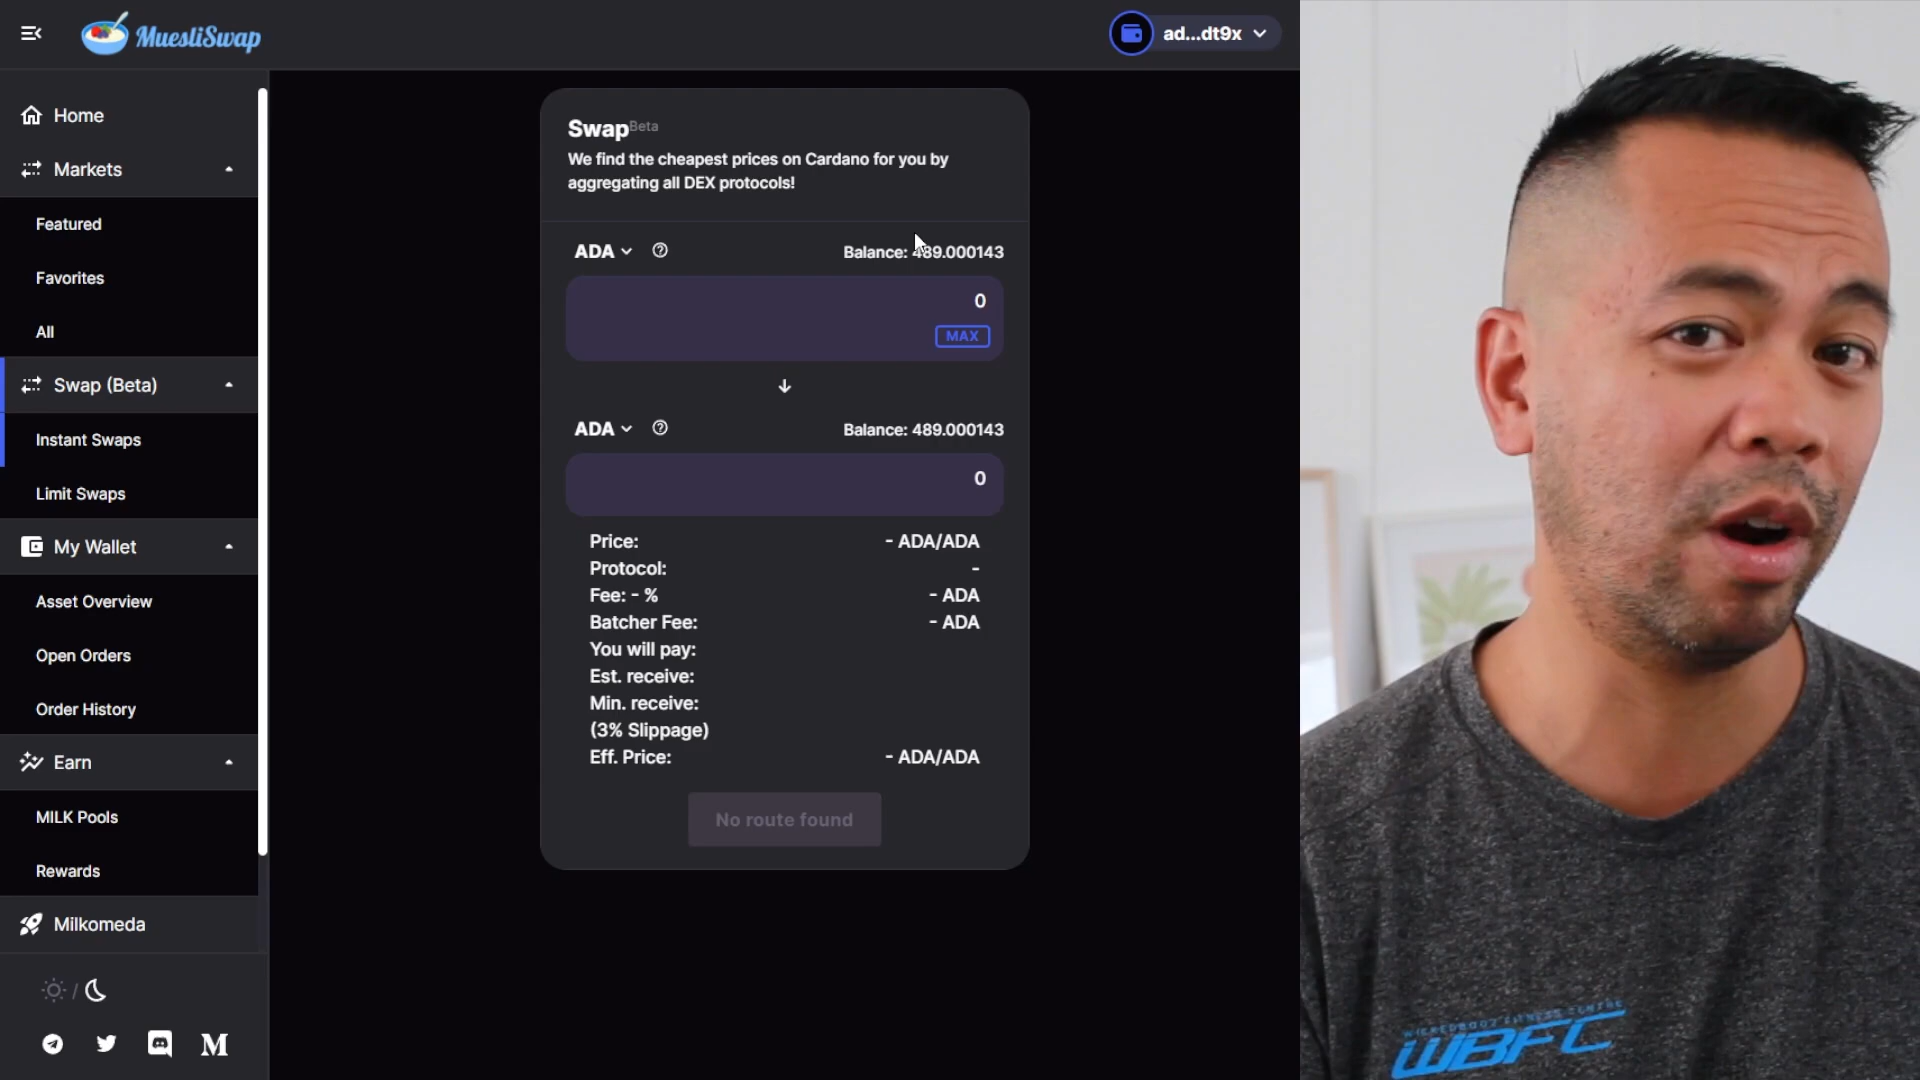 MuesliSwap
ad...dt9x
Home
Markets
Featured
Favorites
All
Swap (Beta)
Instant Swaps
Limit Swaps
My Wallet
Asset Overview
Open Orders
Order History
Earn
MILK Pools
Rewards
Milkomeda
/
M
Swap Beta
We find the cheapest prices on Cardano for you by
aggregating all DEX protocols!
ADA Balance: 489.000143
0
MAX
ADA Balance: 489.000143
0
Price: - ADA/ADA
Protocol: -
Fee: - % - ADA
Batcher Fee: - ADA
You will pay:
Est. receive:
Min. receive:
(3% Slippage)
Eff. Price: - ADA/ADA
No route found
WICKEDBODZ FITNESS CENTRE
WBFC